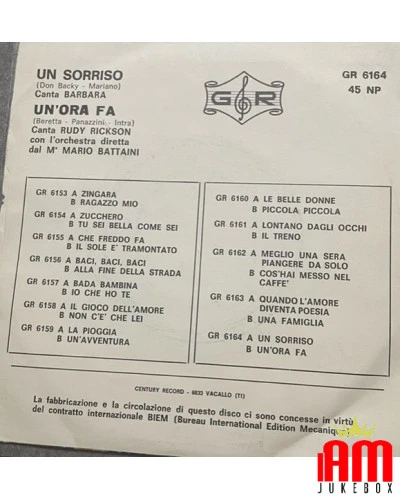 UN SORRISO
(Don Backy - Mariano)
Canta BARBARA
UN'ORA FA
(Beretta - Panazzini - Intra)
Canta RUDY RICKSON
con l'orchestra diretta
dal M° MARIO BATTAINI
G R
GR 6164
45 NP
GR 6153 A ZINGARA
B RAGAZZO MIO
GR 6154 A ZUCCHERO
B TU SEI BELLA COME SEI
GR 6155 A CHE FREDDO FA
B IL SOLE E' TRAMONTATO
GR 6156 A BACI, BACI, BACI
B ALLA FINE DELLA STRADA
GR 6157 A BADA BAMBINA
B IO CHE HO TE
GR 6158 A IL GIOCO DELL'AMORE
B NON C'E' CHE LEI
GR 6159 A LA PIOGGIA
B UN'AVVENTURA
GR 6160 A LE BELLE DONNE
B PICCOLA PICCOLA
GR 6161 A LONTANO DAGLI OCCHI
B IL TRENO
GR 6162 A MEGLIO UNA SERA
PIANGERE DA SOLO
B COS'HAI MESSO NEL
CAFFE'
GR 6163 A QUANDO L'AMORE
DIVENTA POESIA
B UNA FAMIGLIA
GR 6164 A UN SORRISO
B UN'ORA FA
CENTURY RECORD - 6833 VACALLO (TI)
La fabbricazione e la circolazione di questo disco ci sono concesse in virtù
del contratto internazionale BIEM (Bureau International Edition Mecanique)
I AM
JUKEBOX